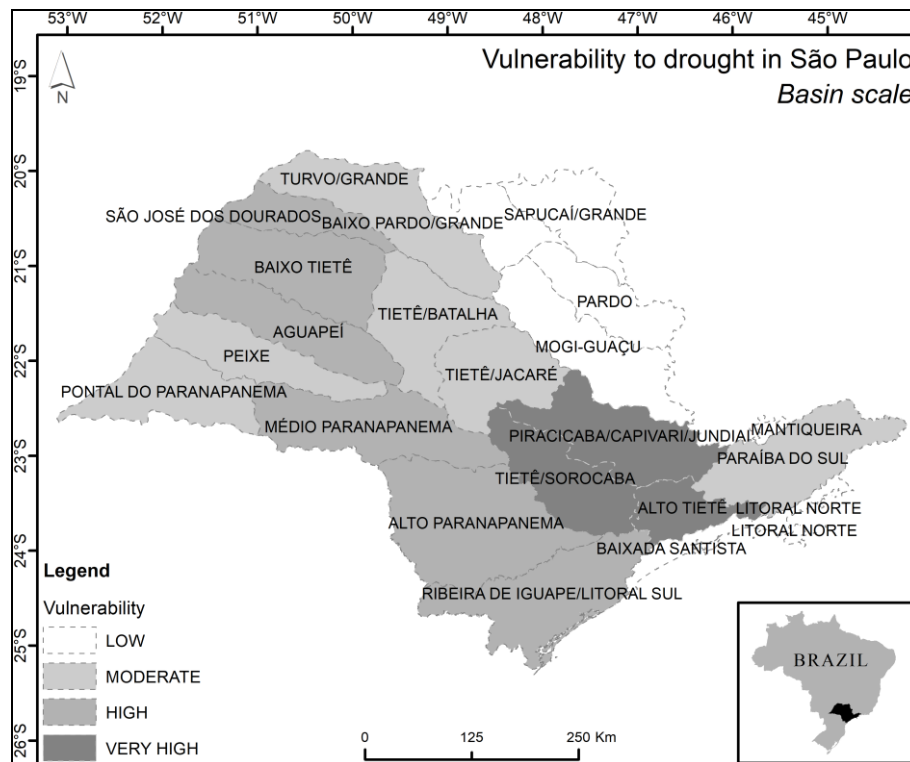 53°W 52°W 51°W 50°W 49°W 48°W 47°W 46°W 45°W
Vulnerability to drought in São Paulo
Basin scale
N
19°S
20°S
21°S
22°S
23°S
24°S
25°S
26°S
TURVO/GRANDE
SÃO JOSÉ DOS DOURADOS
BAIXO PARDO/GRANDE
SAPUCAÍ/GRANDE
BAIXO TIETÊ
PARDO
TIETÊ/BATALHA
AGUAPEÍ
MOGI-GUAÇU
PEIXE
TIETÊ/JACARÉ
PONTAL DO PARANAPANEMA
MÉDIO PARANAPANEMA
PIRACICABA/CAPIVARI/JUNDIAÍ
MANTIQUEIRA
PARAÍBA DO SUL
TIETÊ/SOROCABA
ALTO TIETÊ
LITORAL NORTE
ALTO PARANAPANEMA
LITORAL NORTE
BAIXADA SANTISTA
RIBEIRA DE IGUAPE/LITORAL SUL
Legend
Vulnerability
LOW
MODERATE
HIGH
VERY HIGH
0 125 250 Km
BRAZIL